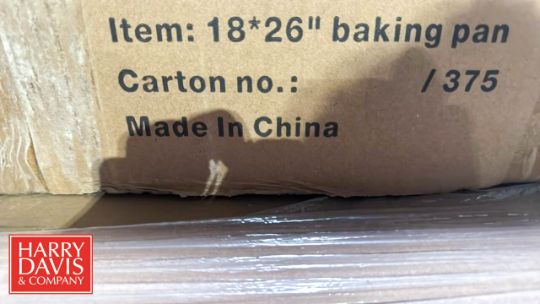 Item: 18*26" baking pan
Carton no.: / 375
Made In China
HARRY
DAVIS
& COMPANY